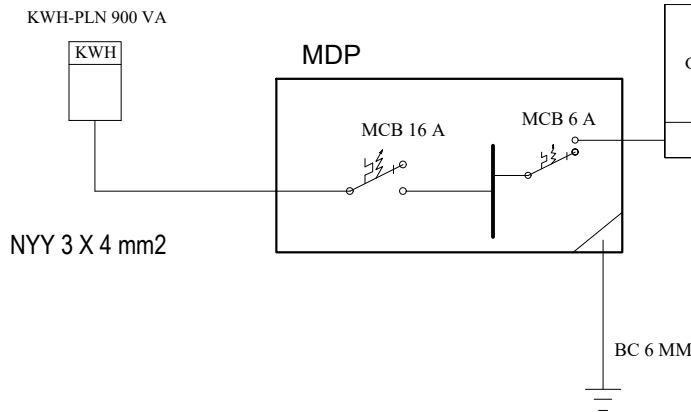 KWH-PLN 900 VA
KWH
MDP
MCB 16 A
MCB 6 A
NYY 3 X 4 mm2
BC 6 MM